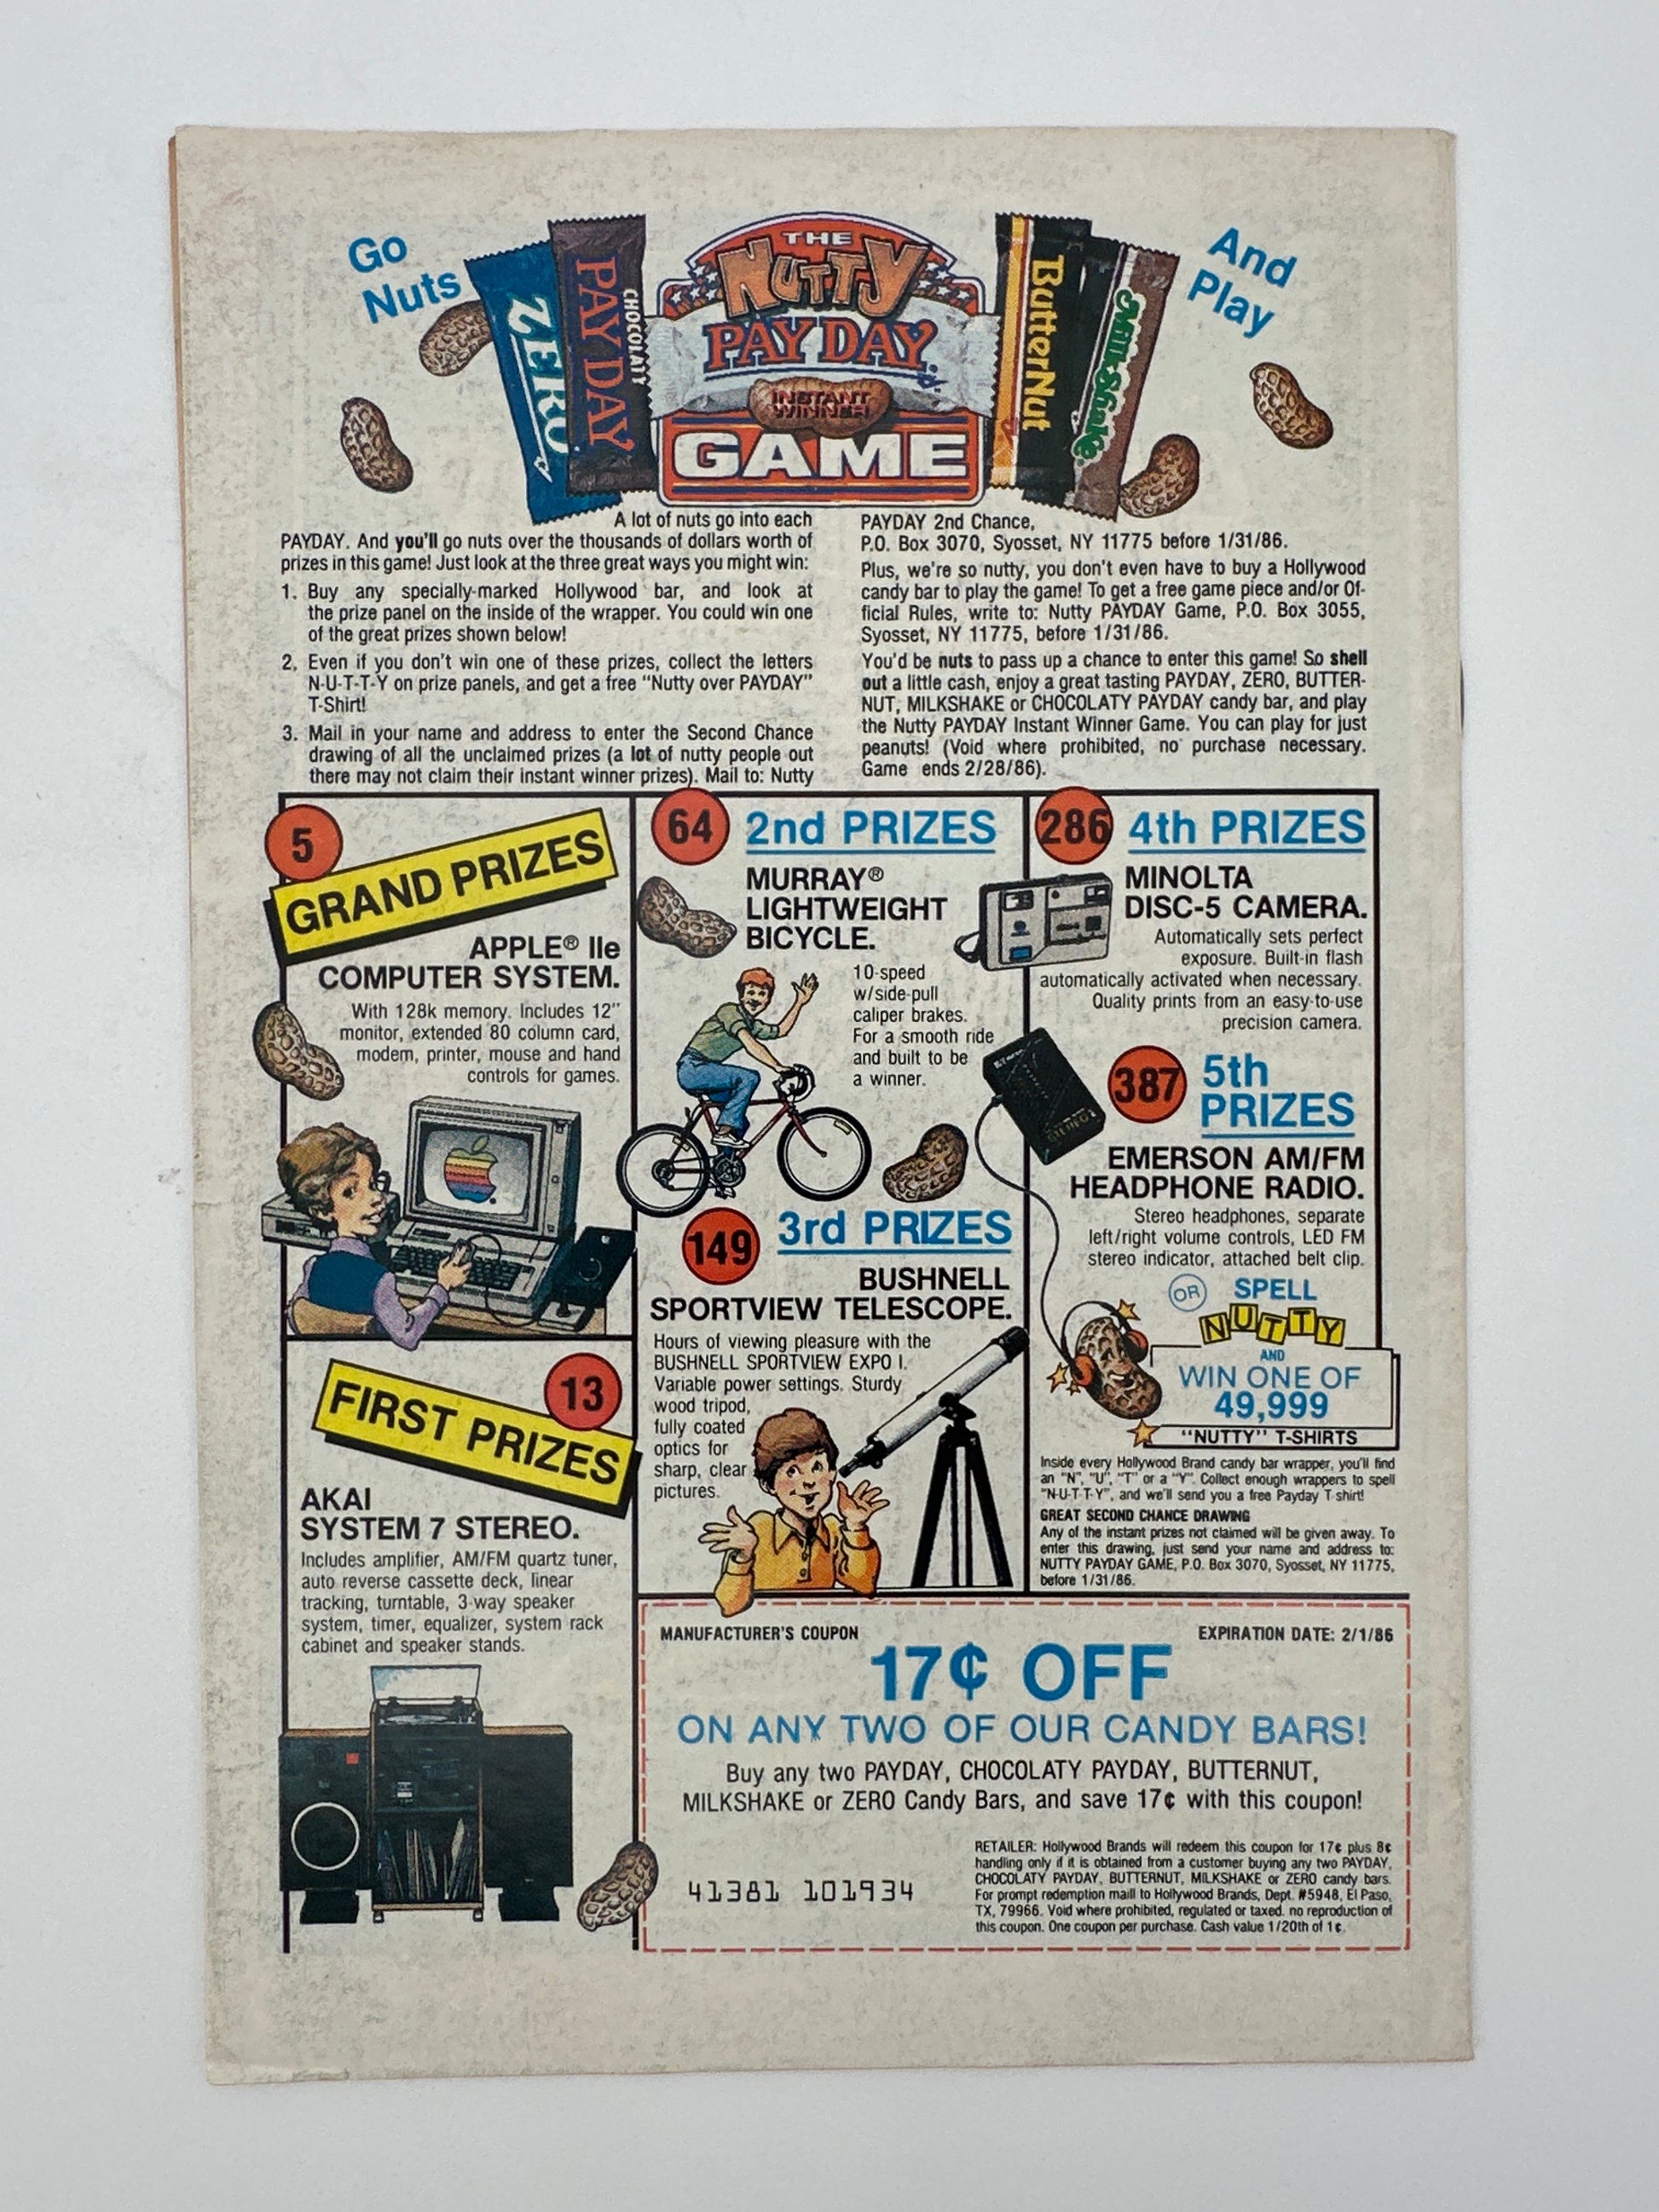 Go
Nuts
ZERO
PAY DAY
CHOCOLATY
THE
NUTTY
PAY DAY
INSTANT
WINNER
GAME
ButterNut
Milk-Shake
And
Play
A lot of nuts go into each
PAYDAY. And you'll go nuts over the thousands of dollars worth of
prizes in this game! Just look at the three great ways you might win:
1. Buy any specially-marked Hollywood bar, and look at
the prize panel on the inside of the wrapper. You could win one
of the great prizes shown below!
2. Even if you don't win one of these prizes, collect the letters
N-U-T-T-Y on prize panels, and get a free "Nutty over PAYDAY"
T-Shirt!
3. Mail in your name and address to enter the Second Chance
drawing of all the unclaimed prizes (a lot of nutty people out
there may not claim their instant winner prizes). Mail to: Nutty
PAYDAY 2nd Chance,
P.O. Box 3070, Syosset, NY 11775 before 1/31/86.
Plus, we're so nutty, you don't even have to buy a Hollywood
candy bar to play the game! To get a free game piece and/or Of-
ficial Rules, write to: Nutty PAYDAY Game, P.O. Box 3055,
Syosset, NY 11775, before 1/31/86.
You'd be nuts to pass up a chance to enter this game! So shell
out a little cash, enjoy a great tasting PAYDAY, ZERO, BUTTER-
NUT, MILKSHAKE or CHOCOLATY PAYDAY candy bar, and play
the Nutty PAYDAY Instant Winner Game. You can play for just
peanuts! (Void where prohibited, no purchase necessary.
Game ends 2/28/86).
5
GRAND PRIZES
APPLE® IIe
COMPUTER SYSTEM.
With 128k memory. Includes 12"
monitor, extended 80 column card,
modem, printer, mouse and hand
controls for games.
13
FIRST PRIZES
AKAI
SYSTEM 7 STEREO.
Includes amplifier, AM/FM quartz tuner,
auto reverse cassette deck, linear
tracking, turntable, 3-way speaker
system, timer, equalizer, system rack
cabinet and speaker stands.
64 2nd PRIZES
MURRAY®
LIGHTWEIGHT
BICYCLE.
10-speed
w/side-pull
caliper brakes.
For a smooth ride
and built to be
a winner.
149 3rd PRIZES
BUSHNELL
SPORTVIEW TELESCOPE.
Hours of viewing pleasure with the
BUSHNELL SPORTVIEW EXPO I.
Variable power settings. Sturdy
wood tripod,
fully coated
optics for
sharp, clear
pictures.
286 4th PRIZES
MINOLTA
DISC-5 CAMERA.
Automatically sets perfect
exposure. Built-in flash
automatically activated when necessary.
Quality prints from an easy-to-use
precision camera.
387 5th
PRIZES
EMERSON AM/FM
HEADPHONE RADIO.
Stereo headphones, separate
left/right volume controls, LED FM
stereo indicator, attached belt clip.
OR SPELL
NUTTY
AND
WIN ONE OF
49,999
"NUTTY" T-SHIRTS
Inside every Hollywood Brand candy bar wrapper, you'll find
an "N", "U", "T" or a "Y". Collect enough wrappers to spell
"N-U-T-T-Y", and we'll send you a free Payday T-shirt!
GREAT SECOND CHANCE DRAWING
Any of the instant prizes not claimed will be given away. To
enter this drawing, just send your name and address to:
NUTTY PAYDAY GAME, P.O. Box 3070, Syosset, NY 11775,
before 1/31/86.
MANUFACTURER'S COUPON
EXPIRATION DATE: 2/1/86
17¢ OFF
ON ANY TWO OF OUR CANDY BARS!
Buy any two PAYDAY, CHOCOLATY PAYDAY, BUTTERNUT,
MILKSHAKE or ZERO Candy Bars, and save 17¢ with this coupon!
41381 101934
RETAILER: Hollywood Brands will redeem this coupon for 17¢ plus 8¢
handling only if it is obtained from a customer buying any two PAYDAY,
CHOCOLATY PAYDAY, BUTTERNUT, MILKSHAKE or ZERO candy bars.
For prompt redemption maill to Hollywood Brands, Dept. #5948, El Paso,
TX, 79966. Void where prohibited, regulated or taxed. no reproduction of
this coupon. One coupon per purchase. Cash value 1/20th of 1¢.